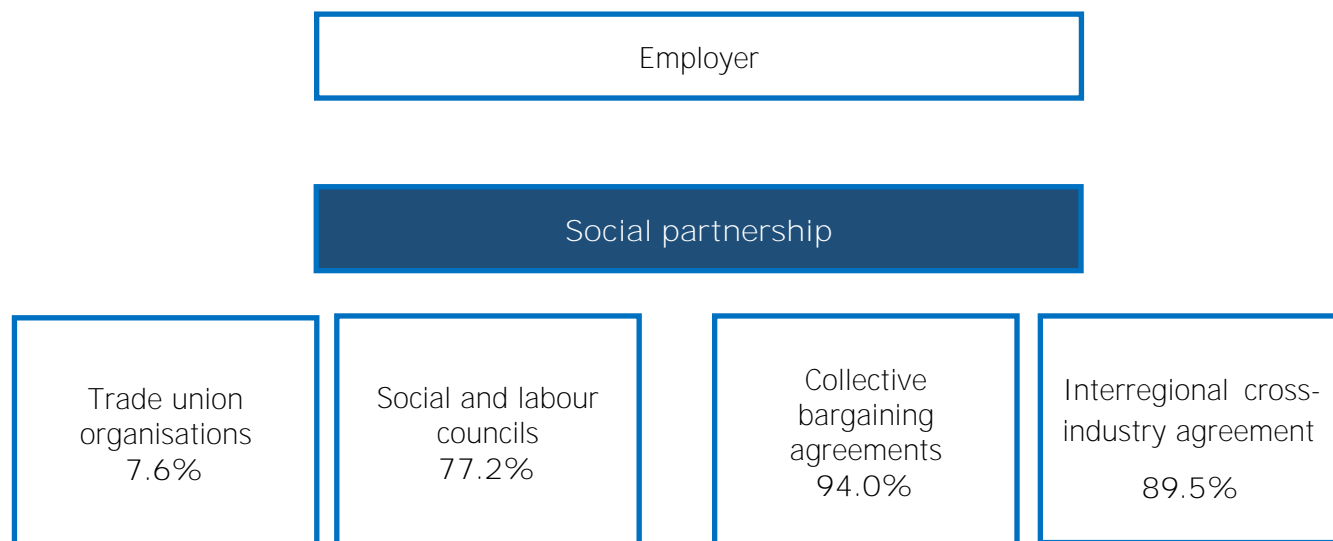 Employer
Social partnership
Trade union
organisations
7.6%
Social and labour
councils
77.2%
Collective
bargaining
agreements
94.0%
Interregional cross-
industry agreement
89.5%